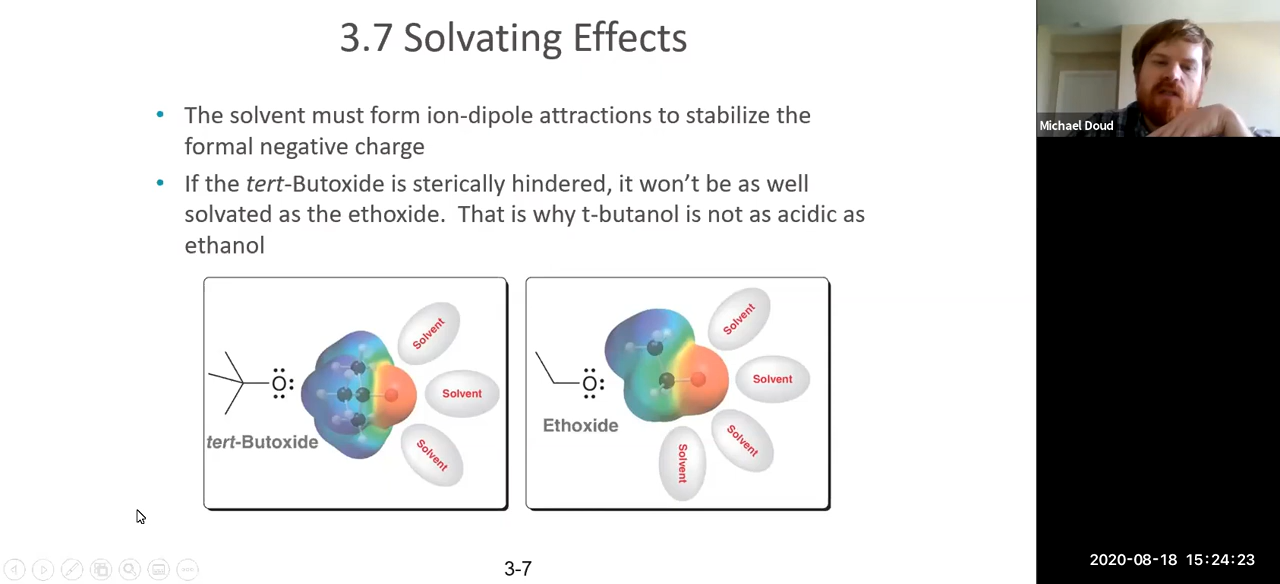 3.7 Solvating Effects
Michael Doud
• The solvent must form ion-dipole attractions to stabilize the
formal negative charge
• If the tert-Butoxide is sterically hindered, it won’t be as well
solvated as the ethoxide.  That is why t-butanol is not as acidic as
ethanol
O
tert-Butoxide
Solvent
Solvent
Solvent
O
Ethoxide
Solvent
Solvent
Solvent
Solvent
3-7
2020-08-18 15:24:23